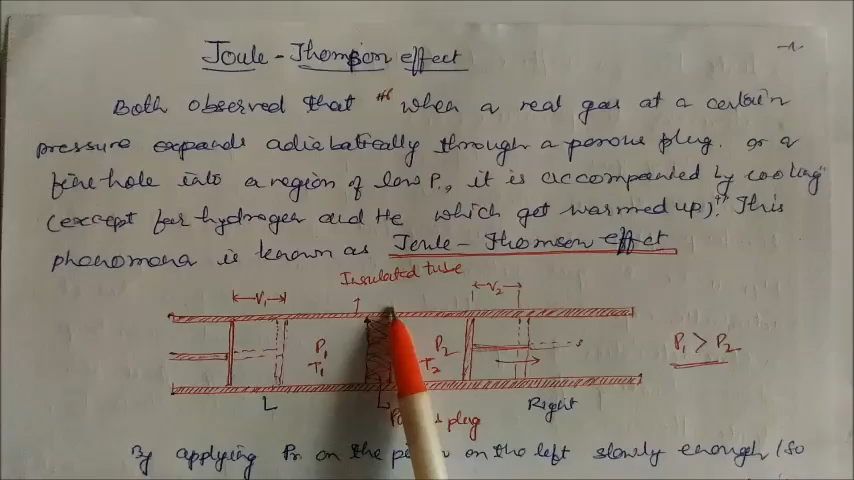 Joule-Thomson effect
-1-
Both observed that "when a real gas at a certain
pressure expands adiabatically through a porous plug. or a
fine hole into a region of low P., it is accompanied by cooling
(except for hydrogen and He which get warmed up)". This
phenomena is known as Joule-Thomson effect
Insulated tube
V₁ V₂
P₁ P₂ P₁ > P₂
T₁ T₂
L Right
plug
By applying Pr on the on the left slowly enough (so